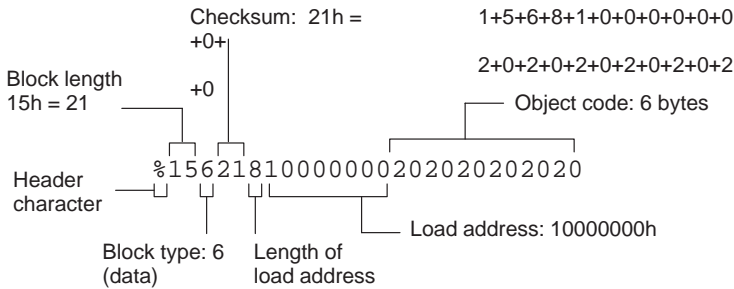 Checksum: 21h = 1+5+6+8+1+0+0+0+0+0+0
+0+ 2+0+2+0+2+0+2+0+2+0+2
+0
Block length
15h = 21
Object code: 6 bytes
%15621810000000202020202020
Header
character
Load address: 10000000h
Block type: 6
(data)
Length of
load address